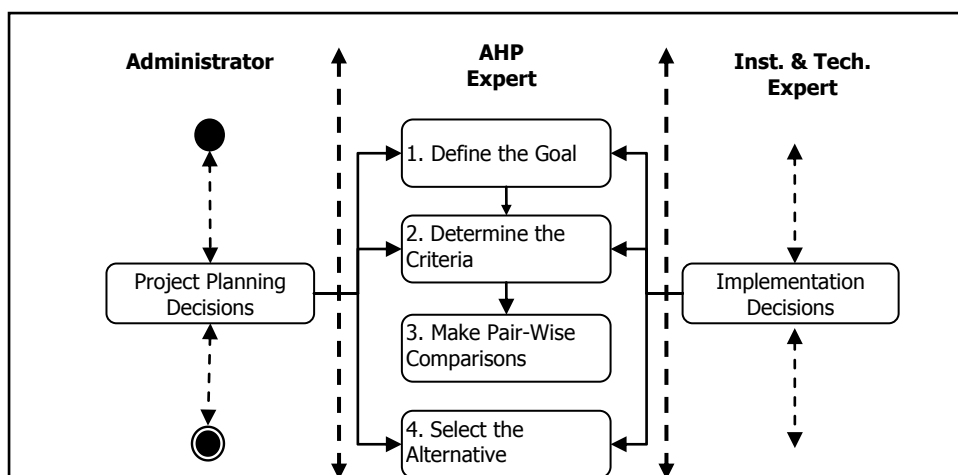 Administrator
AHP
Expert
Inst. & Tech.
Expert
1. Define the Goal
2. Determine the
Criteria
Project Planning
Decisions
Implementation
Decisions
3. Make Pair-Wise
Comparisons
4. Select the
Alternative